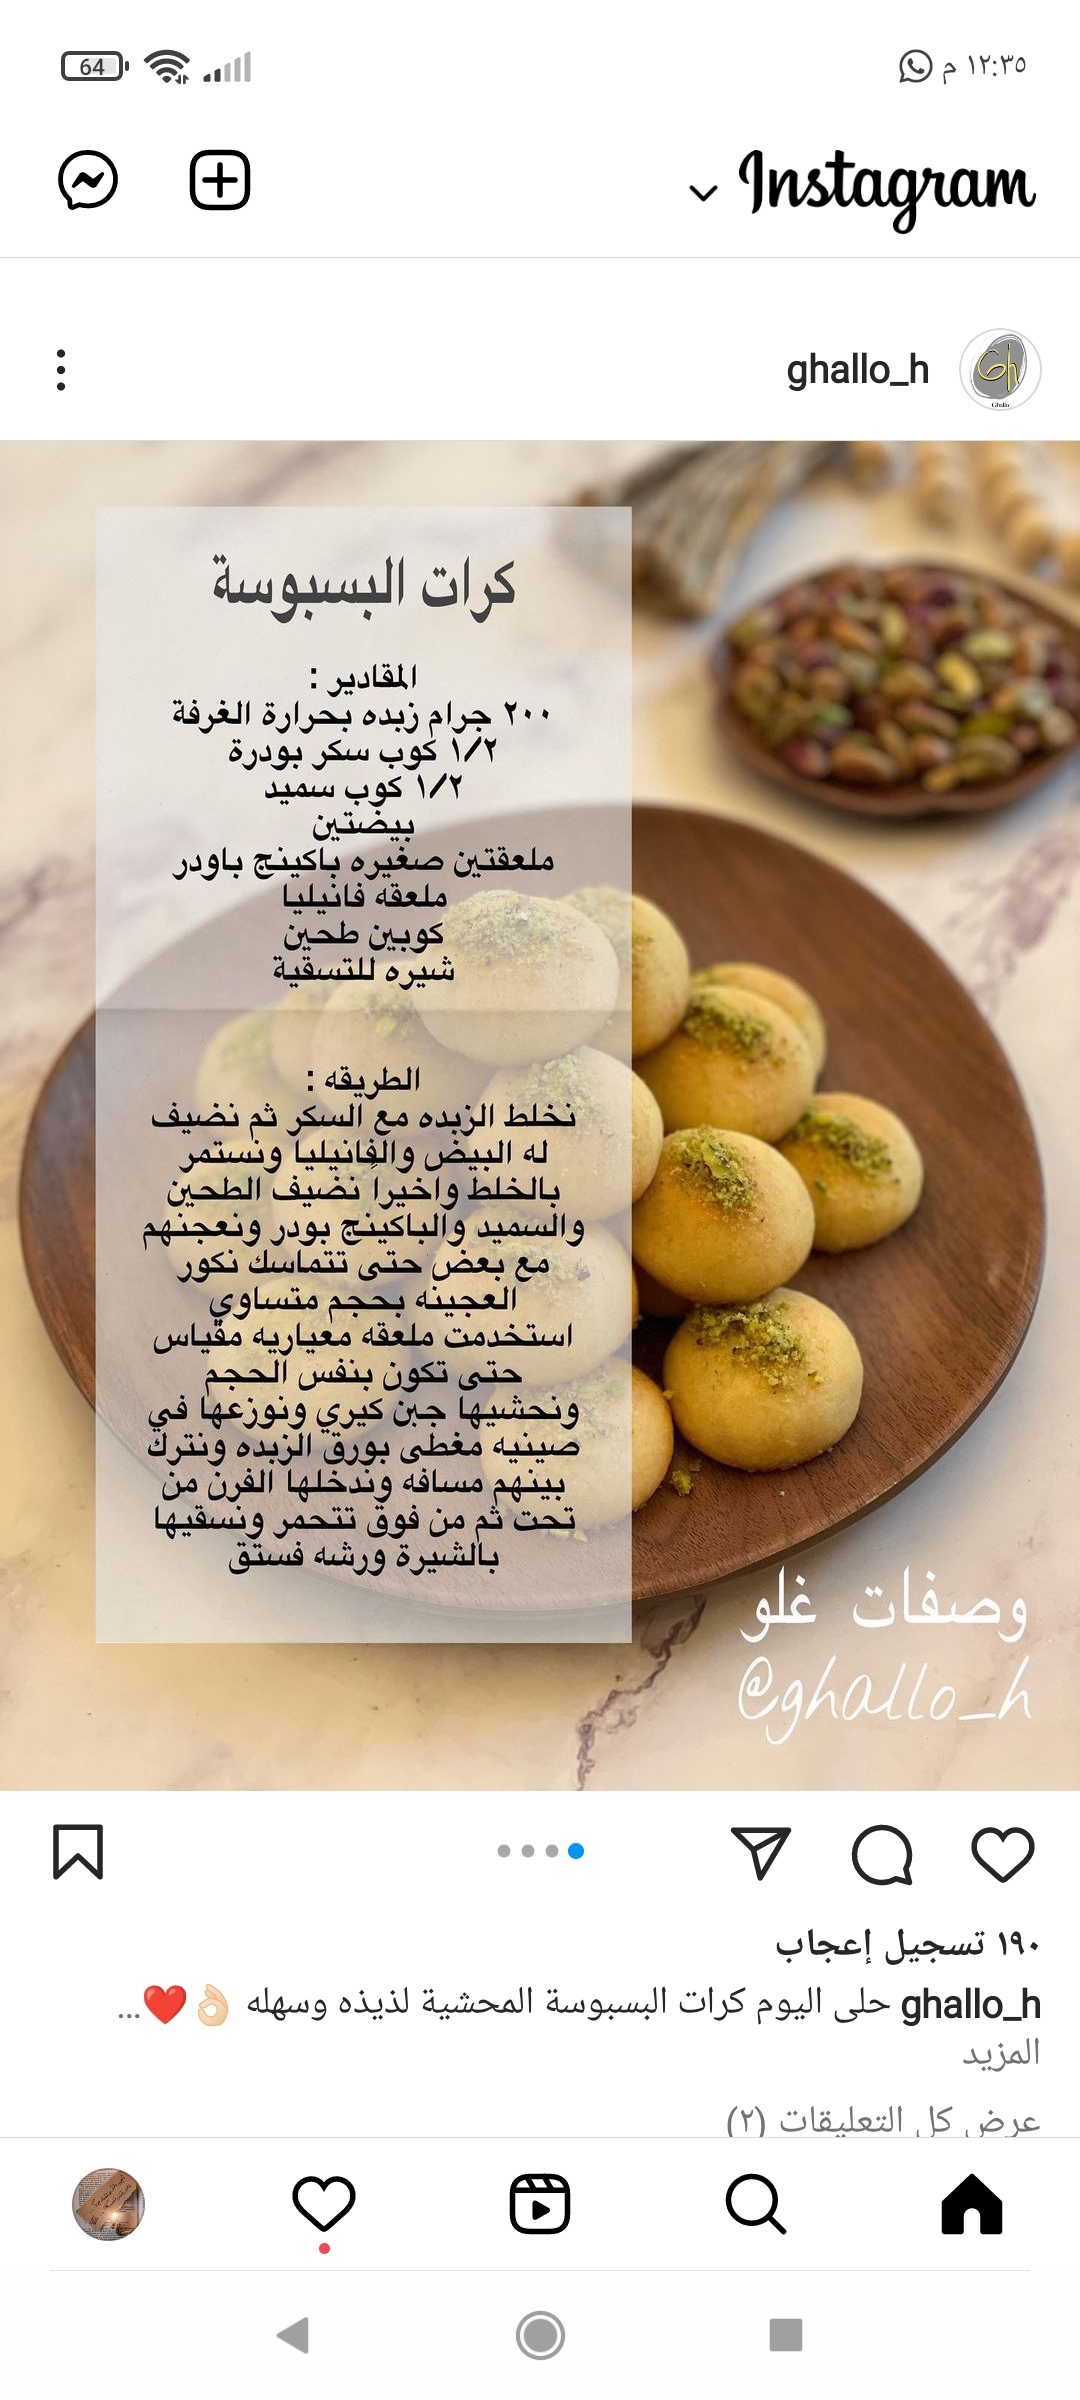 64
١٢:٣٥ م
Instagram
ghallo_h
Gh
Ghallo
كرات البسبوسة
المقادير :
٢٠٠ جرام زبده بحرارة الغرفة
١/٢ كوب سكر بودرة
١/٢ كوب سميد
بيضتين
ملعقتين صغيره باكينج باودر
ملعقه فانيليا
كوبين طحين
شيره للتسقية
الطريقه :
نخلط الزبده مع السكر ثم نضيف
له البيض والفانيليا ونستمر
بالخلط واخيراً نضيف الطحين
والسميد والباكينج بودر ونعجنهم
مع بعض حتى تتماسك نكور
العجينه بحجم متساوي
استخدمت ملعقه معياريه مقياس
حتى تكون بنفس الحجم
ونحشيها جبن كيري ونوزعها في
صينيه مغطى بورق الزبده ونترك
بينهم مسافه وندخلها الفرن من
تحت ثم من فوق تتحمر ونسقيها
بالشيرة ورشه فستق
وصفات غلو
@ghallo_h
١٩٠ تسجيل إعجاب
ghallo_h حلى اليوم كرات البسبوسة المحشية لذيذه وسهله 👌🏻❤️...
المزيد
عرض كل التعليقات (٢)